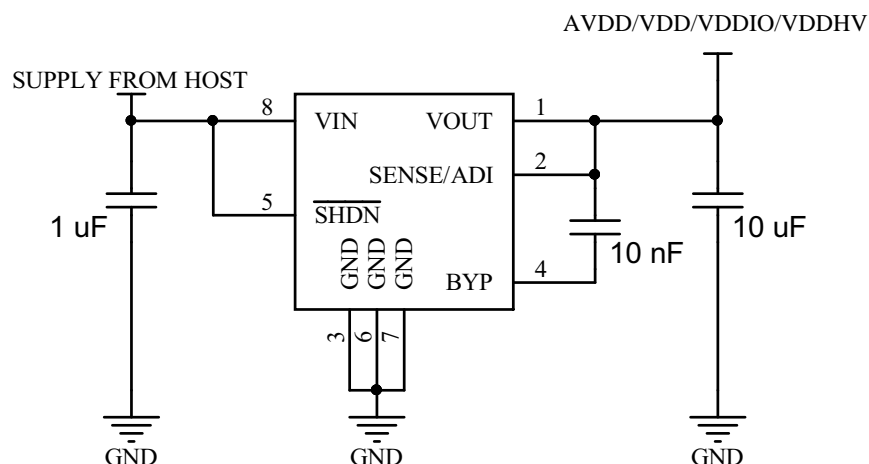 AVDD/VDD/VDDIO/VDDHV
SUPPLY FROM HOST
8
VIN
VOUT
1
SENSE/ADI
2
5
SHDN
1 uF
10 nF
10 uF
GND
GND
GND
BYP
4
3
6
7
GND
GND
GND